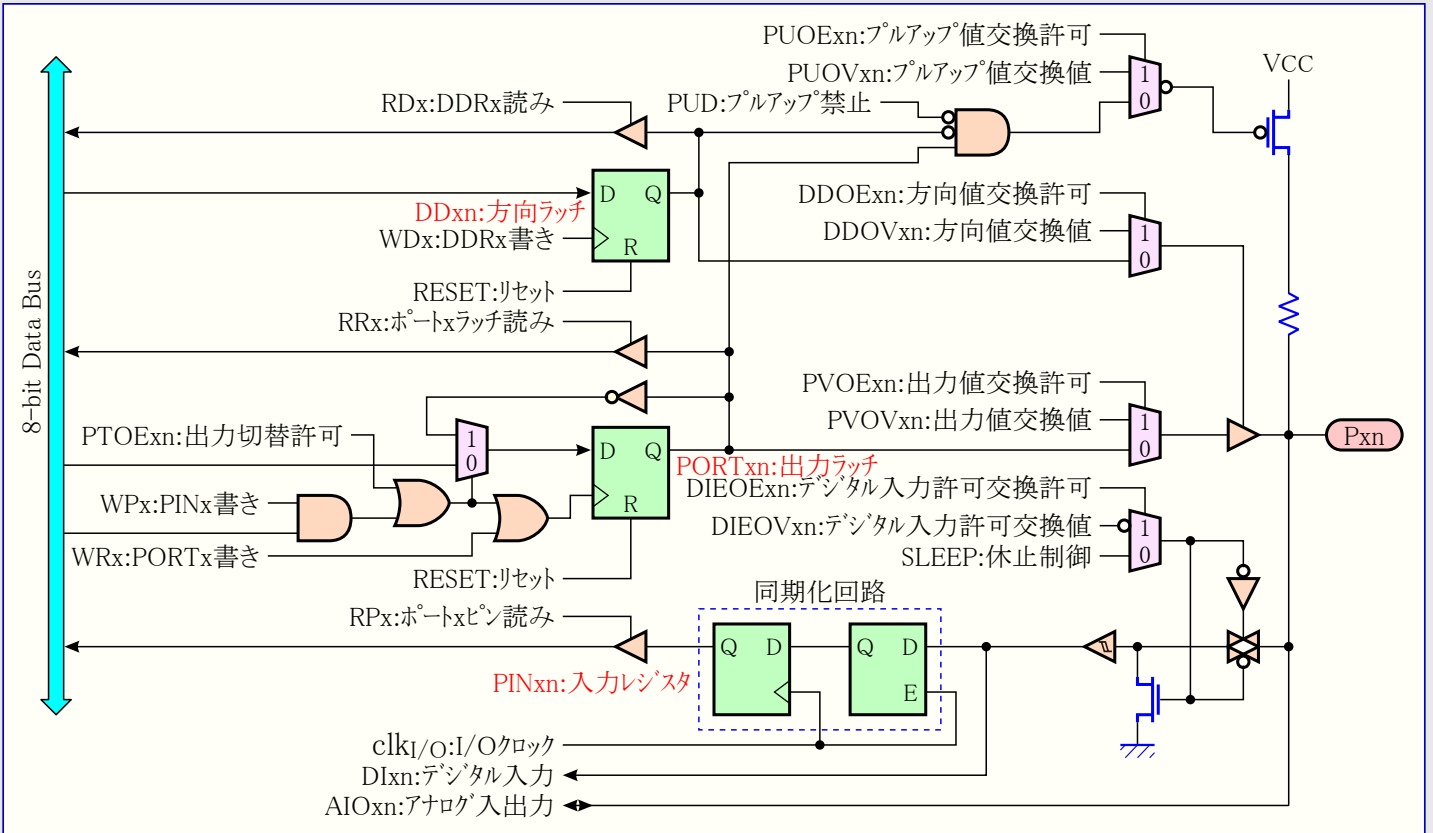 PUOExn:プルアップ値交換許可
PUOVxn:プルアップ値交換値
1
0
VCC
RDx:DDRx読み
PUD:プルアップ禁止
D
Q
R
DDxn:方向ラッチ
WDx:DDRx書き
RESET:リセット
DDOExn:方向値交換許可
DDOVxn:方向値交換値
1
0
8-bit Data Bus
RRx:ポートxラッチ読み
PVOExn:出力値交換許可
PVOVxn:出力値交換値
1
0
Pxn
PTOExn:出力切替許可
1
0
D
Q
R
PORTxn:出力ラッチ
WPx:PINx書き
WRx:PORTx書き
RESET:リセット
DIEOExn:デジタル入力許可交換許可
DIEOVxn:デジタル入力許可交換値
SLEEP:休止制御
1
0
同期化回路
RPx:ポートxピン読み
Q
D
Q
D
E
PINxn:入力レジスタ
clkI/O:I/Oクロック
DIxn:デジタル入力
AIOxn:アナログ入出力